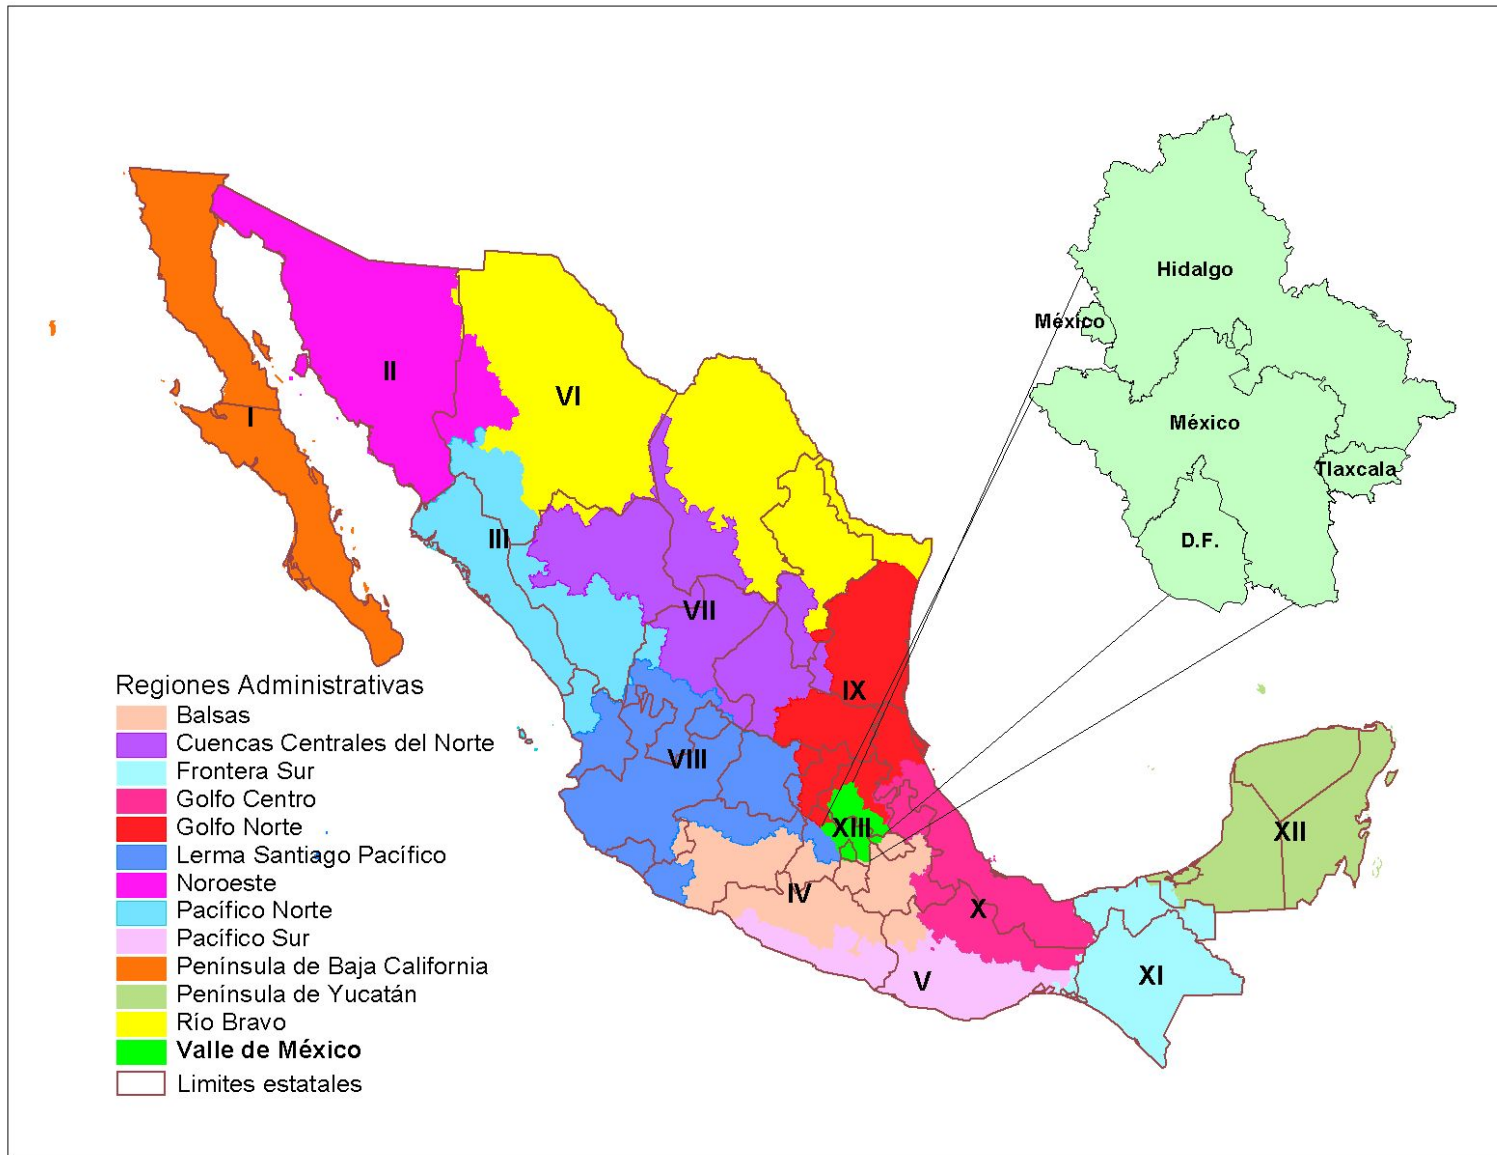 Hidalgo
México
II
VI
I
México
Tlaxcala
III
D.F.
VII
IX
Regiones Administrativas
Balsas
Cuencas Centrales del Norte
Frontera Sur
Golfo Centro
Golfo Norte
Lerma Santiago Pacífico
Noroeste
Pacífico Norte
Pacífico Sur
Península de Baja California
Península de Yucatán
Río Bravo
Valle de México
Limites estatales
VIII
XIII
XII
IV
X
V
XI